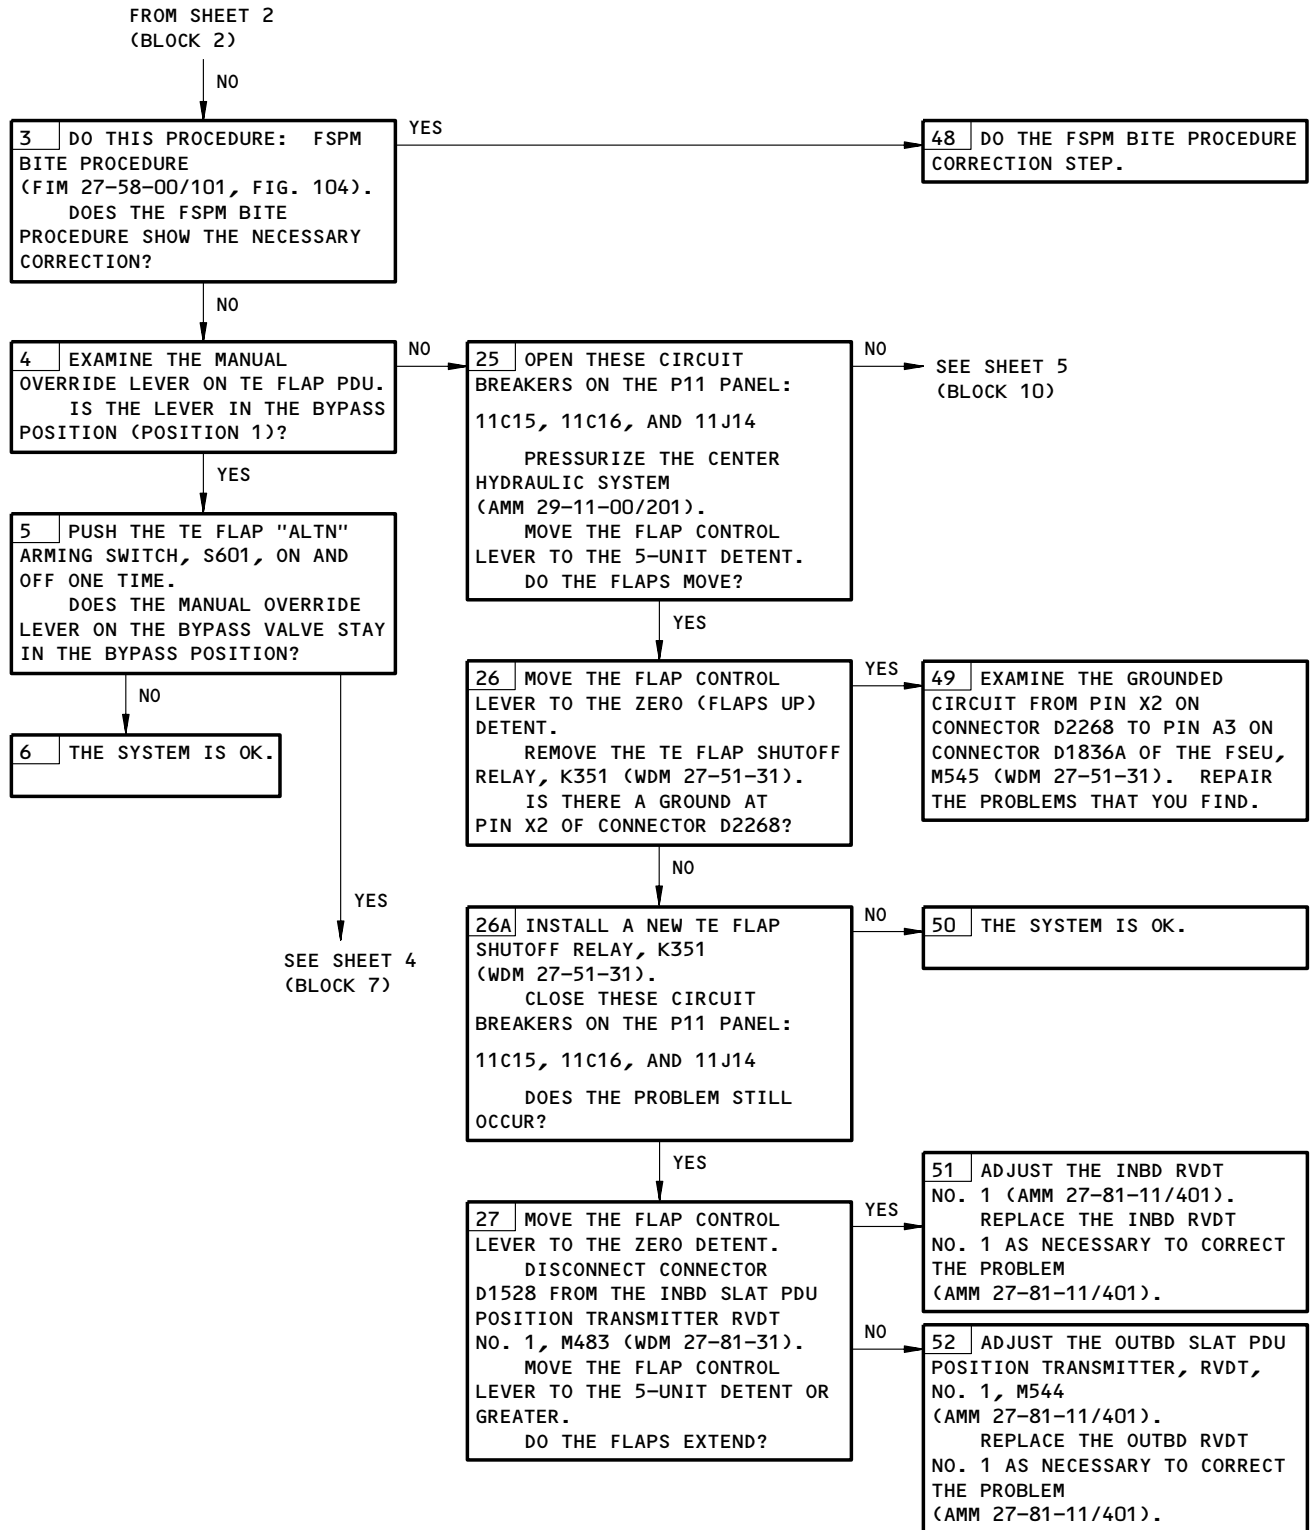 FROM SHEET 2
(BLOCK 2)
NO
3 DO THIS PROCEDURE: FSPM
BITE PROCEDURE
(FIM 27-58-00/101, FIG. 104).
DOES THE FSPM BITE
PROCEDURE SHOW THE NECESSARY
CORRECTION?
YES
48 DO THE FSPM BITE PROCEDURE
CORRECTION STEP.
NO
4 EXAMINE THE MANUAL
OVERRIDE LEVER ON TE FLAP PDU.
IS THE LEVER IN THE BYPASS
POSITION (POSITION 1)?
NO
YES
5 PUSH THE TE FLAP "ALTN"
ARMING SWITCH, S601, ON AND
OFF ONE TIME.
DOES THE MANUAL OVERRIDE
LEVER ON THE BYPASS VALVE STAY
IN THE BYPASS POSITION?
NO
6 THE SYSTEM IS OK.
YES
SEE SHEET 4
(BLOCK 7)
25 OPEN THESE CIRCUIT
BREAKERS ON THE P11 PANEL:
11C15, 11C16, AND 11J14
PRESSURIZE THE CENTER
HYDRAULIC SYSTEM
(AMM 29-11-00/201).
MOVE THE FLAP CONTROL
LEVER TO THE 5-UNIT DETENT.
DO THE FLAPS MOVE?
NO
SEE SHEET 5
(BLOCK 10)
YES
26 MOVE THE FLAP CONTROL
LEVER TO THE ZERO (FLAPS UP)
DETENT.
REMOVE THE TE FLAP SHUTOFF
RELAY, K351 (WDM 27-51-31).
IS THERE A GROUND AT
PIN X2 OF CONNECTOR D2268?
YES
49 EXAMINE THE GROUNDED
CIRCUIT FROM PIN X2 ON
CONNECTOR D2268 TO PIN A3 ON
CONNECTOR D1836A OF THE FSEU,
M545 (WDM 27-51-31). REPAIR
THE PROBLEMS THAT YOU FIND.
NO
26A INSTALL A NEW TE FLAP
SHUTOFF RELAY, K351
(WDM 27-51-31).
CLOSE THESE CIRCUIT
BREAKERS ON THE P11 PANEL:
11C15, 11C16, AND 11J14
DOES THE PROBLEM STILL
OCCUR?
NO
50 THE SYSTEM IS OK.
YES
27 MOVE THE FLAP CONTROL
LEVER TO THE ZERO DETENT.
DISCONNECT CONNECTOR
D1528 FROM THE INBD SLAT PDU
POSITION TRANSMITTER RVDT
NO. 1, M483 (WDM 27-81-31).
MOVE THE FLAP CONTROL
LEVER TO THE 5-UNIT DETENT OR
GREATER.
DO THE FLAPS EXTEND?
YES
51 ADJUST THE INBD RVDT
NO. 1 (AMM 27-81-11/401).
REPLACE THE INBD RVDT
NO. 1 AS NECESSARY TO CORRECT
THE PROBLEM
(AMM 27-81-11/401).
NO
52 ADJUST THE OUTBD SLAT PDU
POSITION TRANSMITTER, RVDT,
NO. 1, M544
(AMM 27-81-11/401).
REPLACE THE OUTBD RVDT
NO. 1 AS NECESSARY TO CORRECT
THE PROBLEM
(AMM 27-81-11/401).